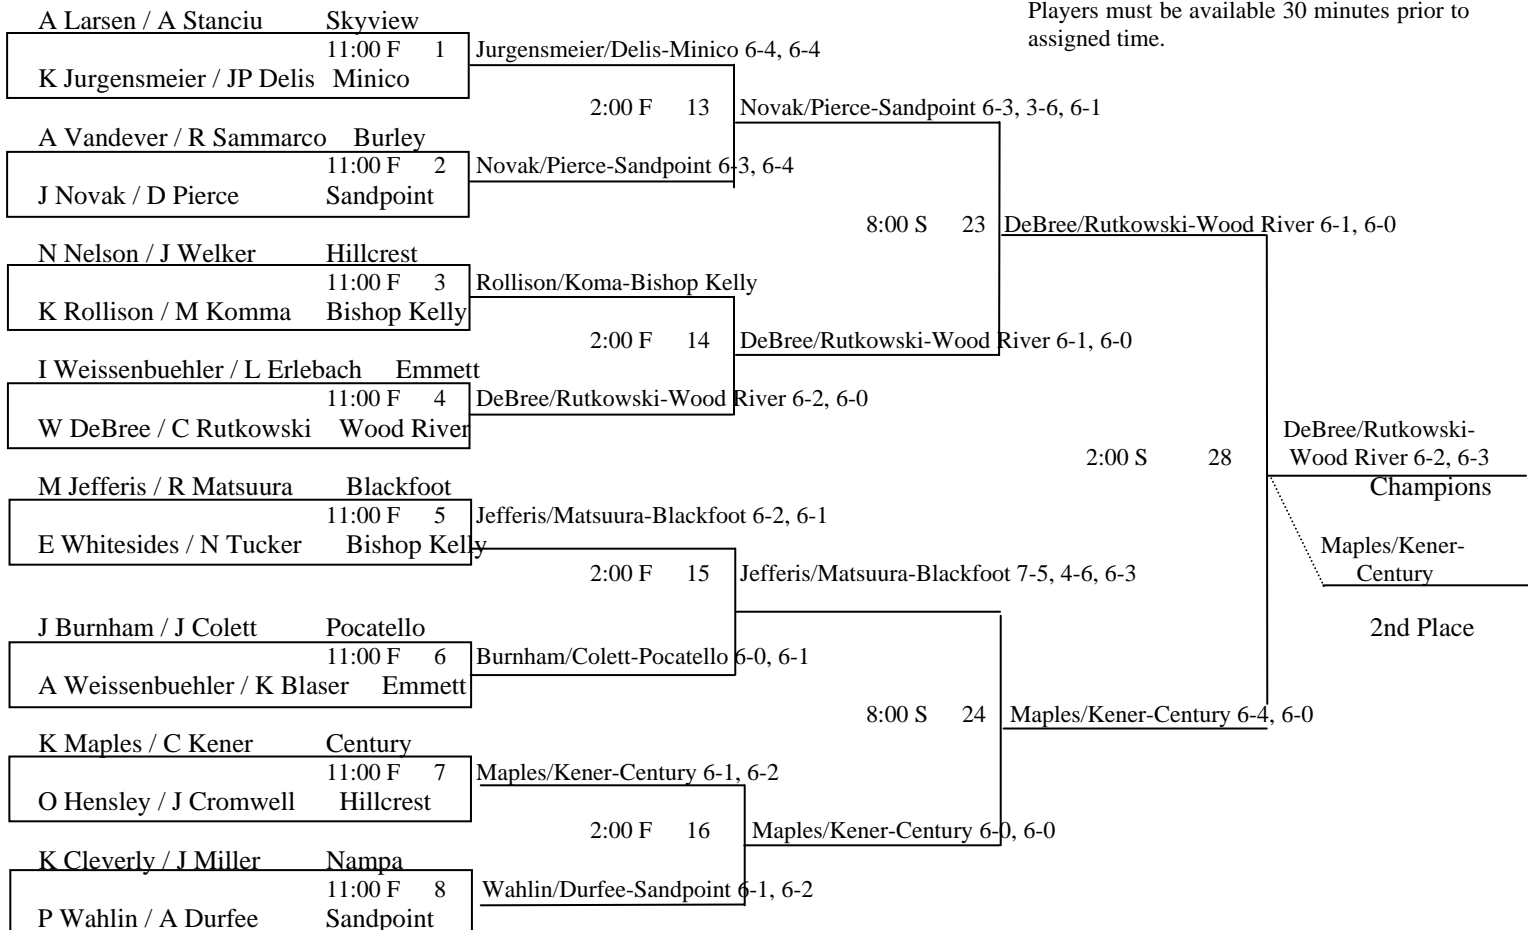 Players must be available 30 minutes prior to
assigned time.
A Larsen / A Stanciu Skyview
11:00 F 1 Jurgensmeier/Delis-Minico 6-4, 6-4
K Jurgensmeier / JP Delis Minico
2:00 F 13 Novak/Pierce-Sandpoint 6-3, 3-6, 6-1
A Vandever / R Sammarco Burley
11:00 F 2 Novak/Pierce-Sandpoint 6-3, 6-4
J Novak / D Pierce Sandpoint
8:00 S 23 DeBree/Rutkowski-Wood River 6-1, 6-0
N Nelson / J Welker Hillcrest
11:00 F 3 Rollison/Koma-Bishop Kelly
K Rollison / M Komma Bishop Kelly
2:00 F 14 DeBree/Rutkowski-Wood River 6-1, 6-0
I Weissenbuehler / L Erlebach Emmett
11:00 F 4 DeBree/Rutkowski-Wood River 6-2, 6-0
W DeBree / C Rutkowski Wood River
DeBree/Rutkowski-
2:00 S 28 Wood River 6-2, 6-3
Champions
M Jefferis / R Matsuura Blackfoot
11:00 F 5 Jefferis/Matsuura-Blackfoot 6-2, 6-1
E Whitesides / N Tucker Bishop Kelly
Maples/Kener-
2:00 F 15 Jefferis/Matsuura-Blackfoot 7-5, 4-6, 6-3
Century
J Burnham / J Colett Pocatello
2nd Place
11:00 F 6 Burnham/Colett-Pocatello 6-0, 6-1
A Weissenbuehler / K Blaser Emmett
8:00 S 24 Maples/Kener-Century 6-4, 6-0
K Maples / C Kener Century
11:00 F 7 Maples/Kener-Century 6-1, 6-2
O Hensley / J Cromwell Hillcrest
2:00 F 16 Maples/Kener-Century 6-0, 6-0
K Cleverly / J Miller Nampa
11:00 F 8 Wahlin/Durfee-Sandpoint 6-1, 6-2
P Wahlin / A Durfee Sandpoint